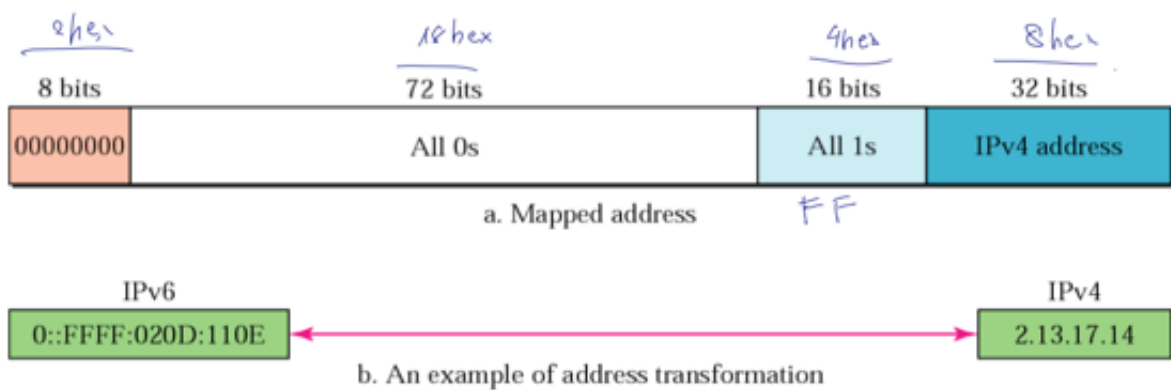 2hex 18hex 4hex 8hex
8 bits 72 bits 16 bits 32 bits
00000000 All 0s All 1s IPv4 address
a. Mapped address FF
IPv6 IPv4
0::FFFF:020D:110E 2.13.17.14
b. An example of address transformation